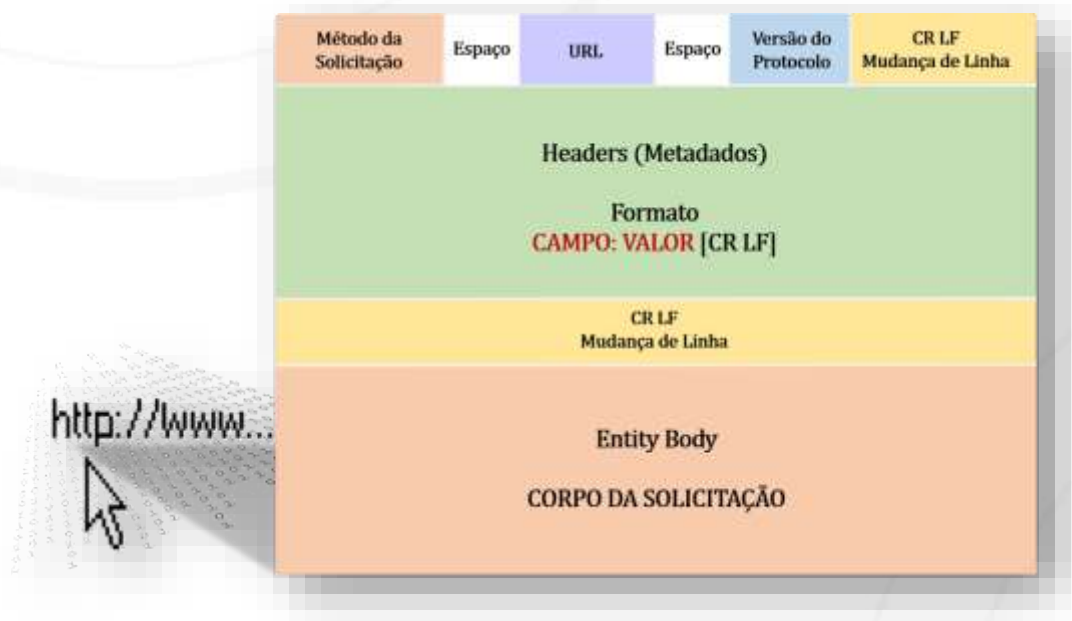 Método da
Solicitação
Espaço
URL
Espaço
Versão do
Protocolo
CR LF
Mudança de Linha
Headers (Metadados)
Formato
CAMPO: VALOR [CR LF]
CR LF
Mudança de Linha
http://www...
Entity Body
CORPO DA SOLICITAÇÃO